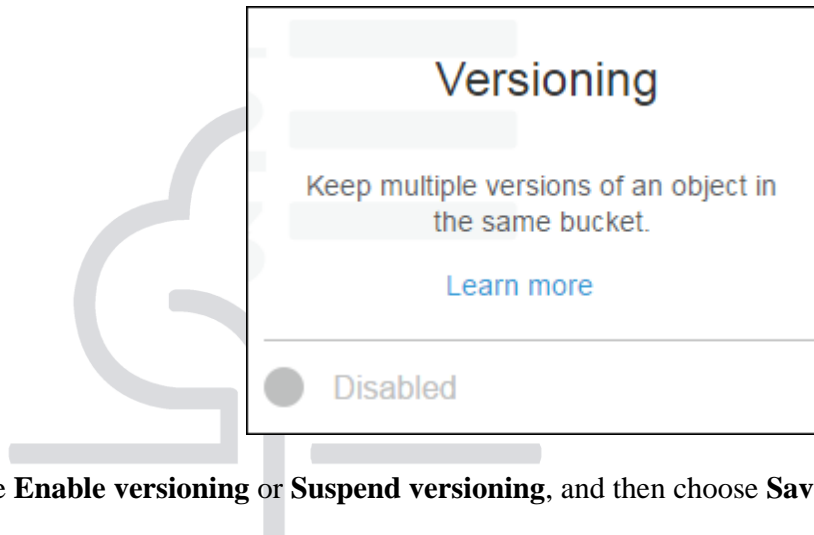 Versioning
Keep multiple versions of an object in
the same bucket.
Learn more
Disabled
Enable versioning or Suspend versioning, and then choose